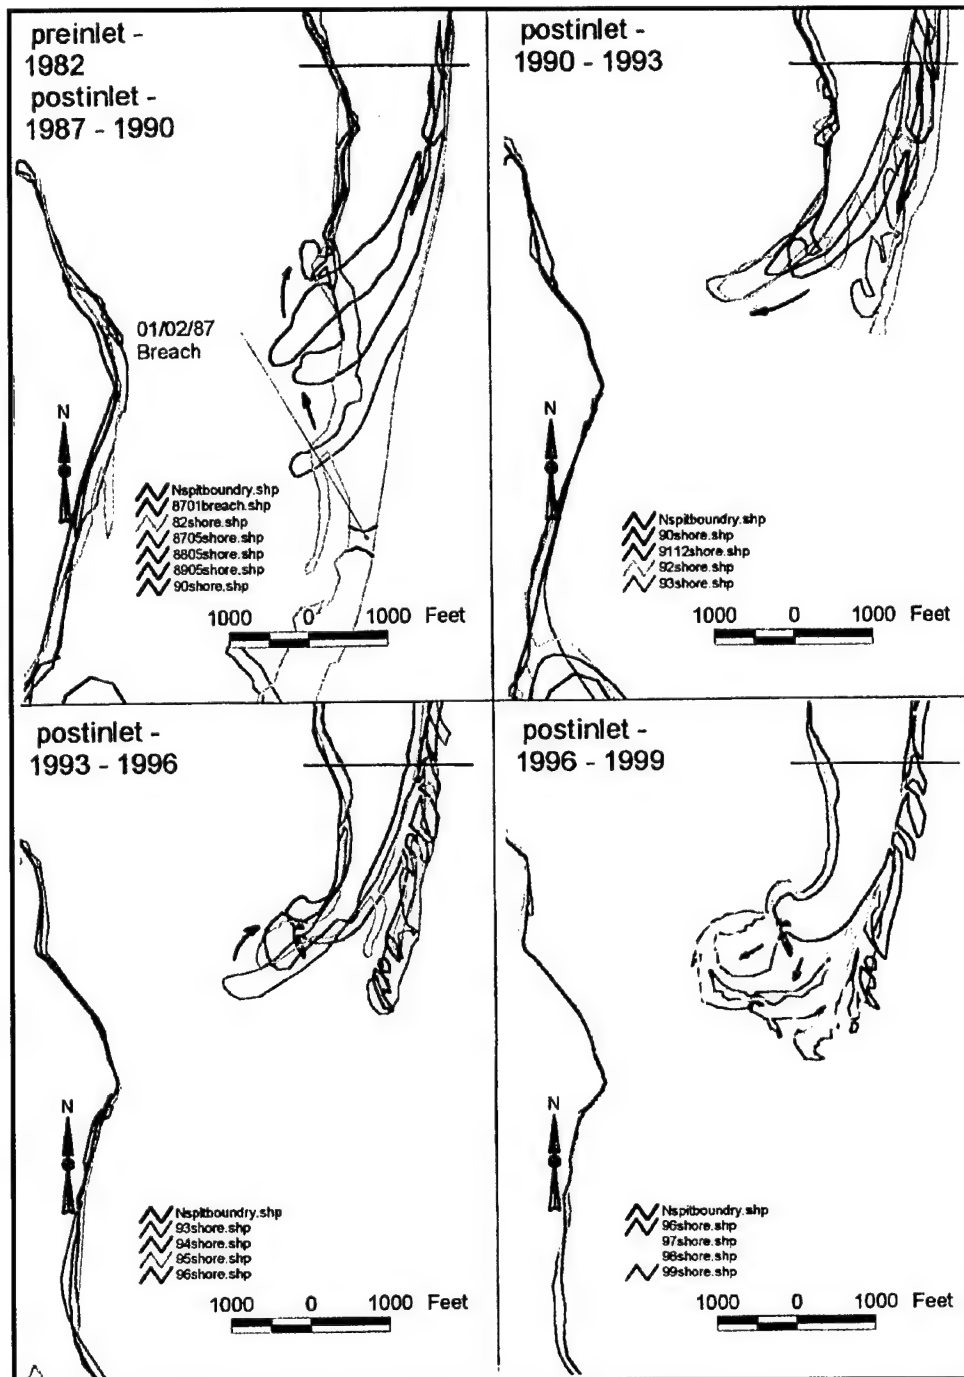 preinlet -
1982
postinlet -
1987 - 1990
01/02/87
Breach
N
Nspitboundry.shp
8701breach.shp
82shore.shp
8705shore.shp
8805shore.shp
8905shore.shp
90shore.shp
1000 0 1000 Feet
postinlet -
1990 - 1993
N
Nspitboundry.shp
90shore.shp
9112shore.shp
92shore.shp
93shore.shp
1000 0 1000 Feet
postinlet -
1993 - 1996
N
Nspitboundry.shp
93shore.shp
94shore.shp
95shore.shp
96shore.shp
1000 0 1000 Feet
postinlet -
1996 - 1999
N
Nspitboundry.shp
96shore.shp
97shore.shp
98shore.shp
99shore.shp
1000 0 1000 Feet